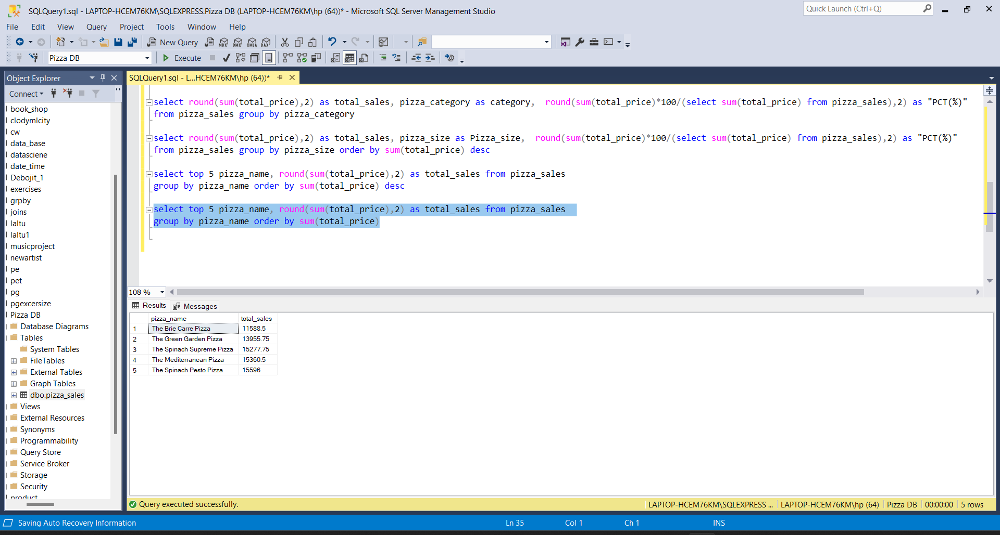 SQLQuery1.sql - LAPTOP-HCEM76KM\SQLEXPRESS.Pizza DB (LAPTOP-HCEM76KM\hp (64))* - Microsoft SQL Server Management Studio
Quick Launch (Ctrl+Q)
File Edit View Query Project Tools Window Help
New Query MDX DMX XMLA DAX
Pizza DB Execute
Object Explorer
SQLQuery1.sql - L...HCEM76KM\hp (64))*
Connect
book_shop
clodymlcity
cw
data_base
datasciene
date_time
Debojit_1
exercises
grpby
joins
laltu
laltu1
musicproject
newartist
pe
pet
pg
pgexcersize
Pizza DB
Database Diagrams
Tables
System Tables
FileTables
External Tables
Graph Tables
dbo.pizza_sales
Views
External Resources
Synonyms
Programmability
Query Store
Service Broker
Storage
Security
product
select round(sum(total_price),2) as total_sales, pizza_category as category,  round(sum(total_price)*100/(select sum(total_price) from pizza_sales),2) as "PCT(%)"
from pizza_sales group by pizza_category
select round(sum(total_price),2) as total_sales, pizza_size as Pizza_size,  round(sum(total_price)*100/(select sum(total_price) from pizza_sales),2) as "PCT(%)"
from pizza_sales group by pizza_size order by sum(total_price) desc
select top 5 pizza_name, round(sum(total_price),2) as total_sales from pizza_sales
group by pizza_name order by sum(total_price) desc
select top 5 pizza_name, round(sum(total_price),2) as total_sales from pizza_sales
group by pizza_name order by sum(total_price)
108 %
Results Messages
pizza_name total_sales
1 The Brie Carre Pizza 11588.5
2 The Green Garden Pizza 13955.75
3 The Spinach Supreme Pizza 15277.75
4 The Mediterranean Pizza 15360.5
5 The Spinach Pesto Pizza 15596
Query executed successfully. LAPTOP-HCEM76KM\SQLEXPRESS ... LAPTOP-HCEM76KM\hp (64) Pizza DB 00:00:00 5 rows
Saving Auto Recovery Information Ln 35 Col 1 Ch 1 INS